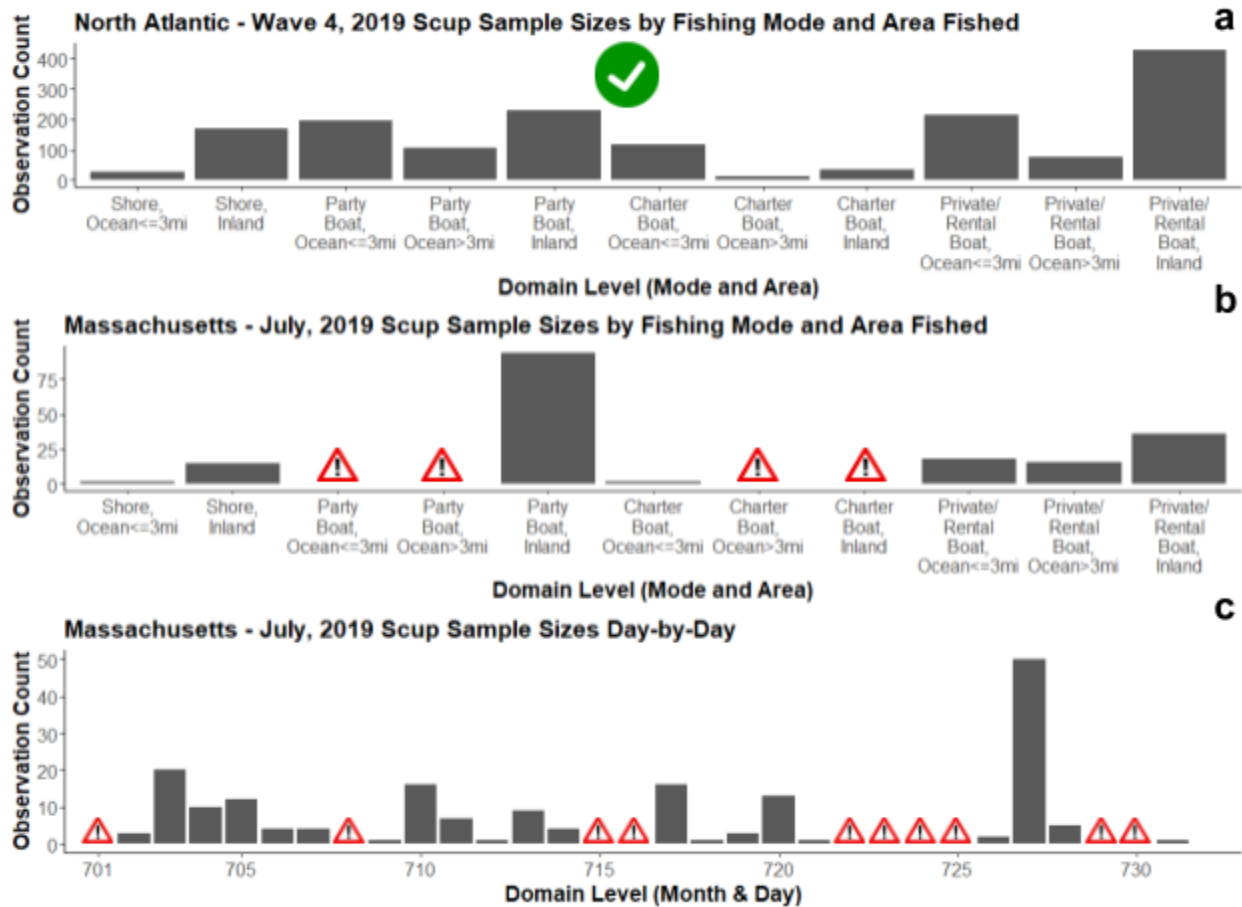 a
North Atlantic - Wave 4, 2019 Scup Sample Sizes by Fishing Mode and Area Fished
Observation Count
400
300
200
100
0
Shore,
Ocean<=3mi
Shore,
Inland
Party
Boat,
Ocean<=3mi
Party
Boat,
Ocean>3mi
Party
Boat,
Inland
Charter
Boat,
Ocean<=3mi
Charter
Boat,
Ocean>3mi
Charter
Boat,
Inland
Private/
Rental
Boat,
Ocean<=3mi
Private/
Rental
Boat,
Ocean>3mi
Private/
Rental
Boat,
Inland
Domain Level (Mode and Area)
b
Massachusetts - July, 2019 Scup Sample Sizes by Fishing Mode and Area Fished
Observation Count
75
50
25
0
Shore,
Ocean<=3mi
Shore,
Inland
Party
Boat,
Ocean<=3mi
Party
Boat,
Ocean>3mi
Party
Boat,
Inland
Charter
Boat,
Ocean<=3mi
Charter
Boat,
Ocean>3mi
Charter
Boat,
Inland
Private/
Rental
Boat,
Ocean<=3mi
Private/
Rental
Boat,
Ocean>3mi
Private/
Rental
Boat,
Inland
Domain Level (Mode and Area)
c
Massachusetts - July, 2019 Scup Sample Sizes Day-by-Day
Observation Count
50
40
30
20
10
0
701
705
710
715
720
725
730
Domain Level (Month & Day)